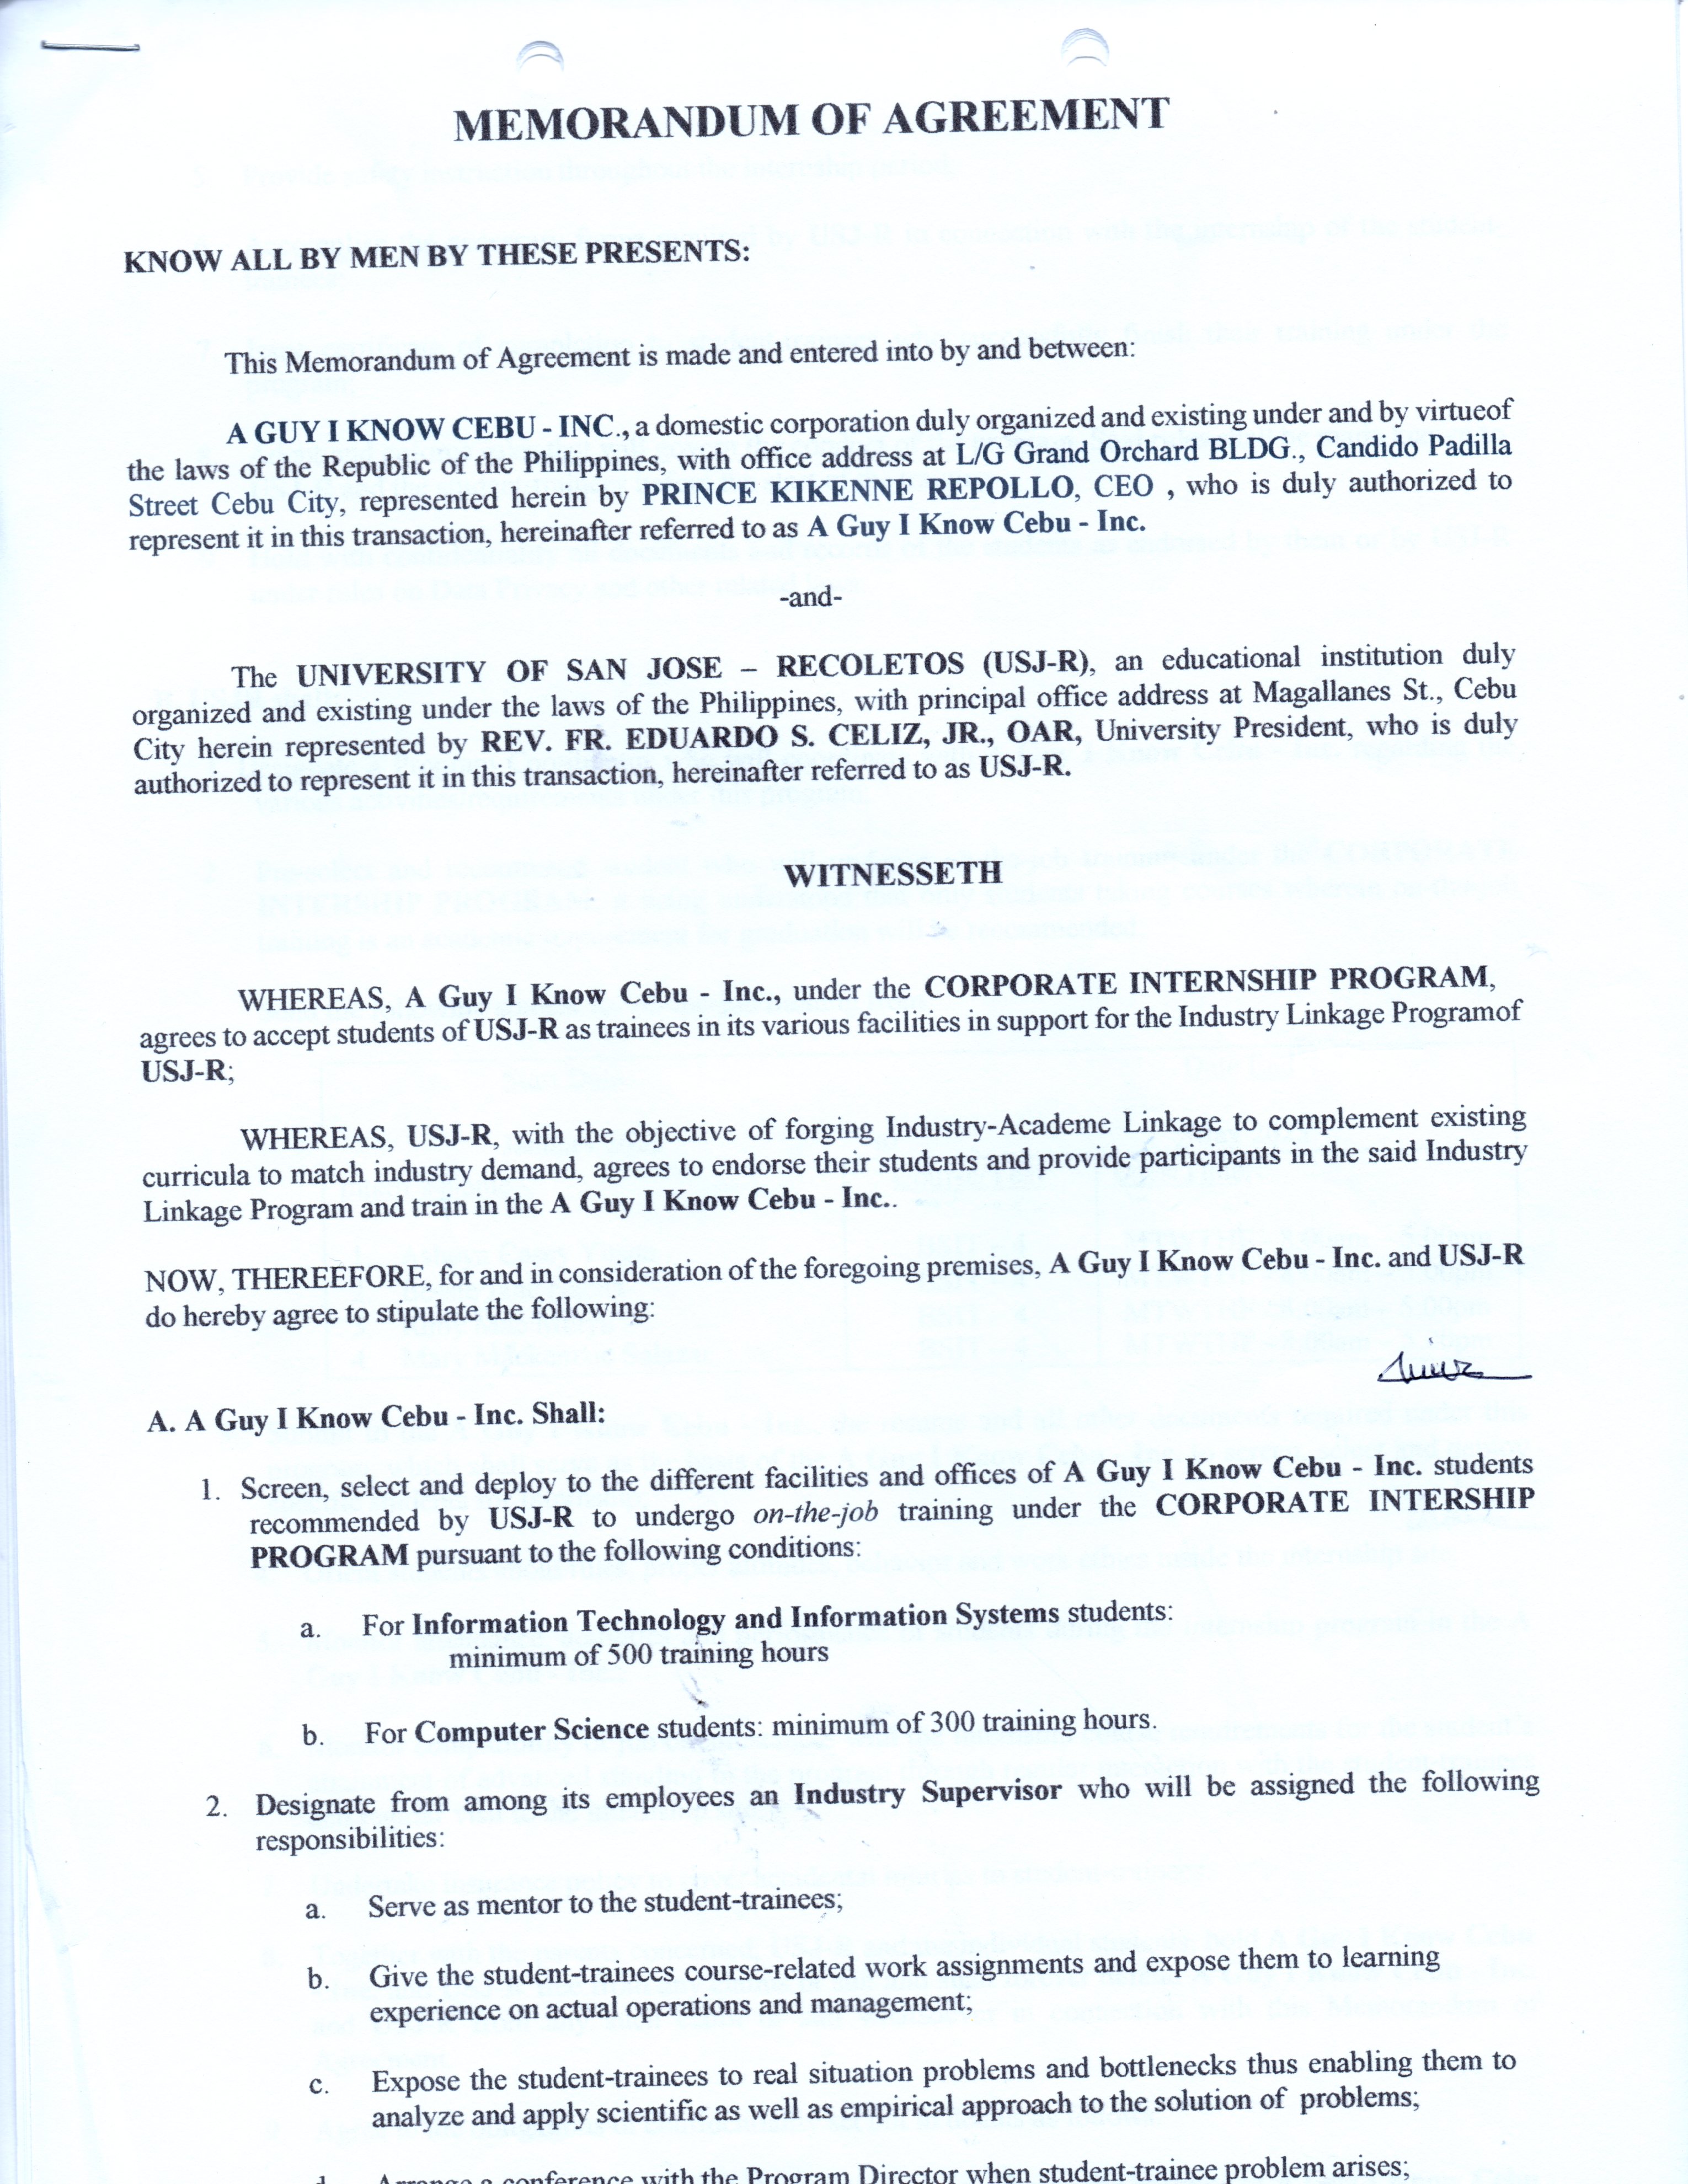 MEMORANDUM OF AGREEMENT
KNOW ALL BY MEN BY THESE PRESENTS:
This Memorandum of Agreement is made and entered into by and between:
A GUY I KNOW CEBU - INC., a domestic corporation duly organized and existing under and by virtueof
the laws of the Republic of the Philippines, with office address at L/G Grand Orchard BLDG., Candido Padilla
Street Cebu City, represented herein by PRINCE KIKENNE REPOLLO, CEO , who is duly authorized to
represent it in this transaction, hereinafter referred to as A Guy I Know Cebu - Inc.
-and-
The UNIVERSITY OF SAN JOSE – RECOLETOS (USJ-R), an educational institution duly
organized and existing under the laws of the Philippines, with principal office address at Magallanes St., Cebu
City herein represented by REV. FR. EDUARDO S. CELIZ, JR., OAR, University President, who is duly
authorized to represent it in this transaction, hereinafter referred to as USJ-R.
WITNESSETH
WHEREAS, A Guy I Know Cebu - Inc., under the CORPORATE INTERNSHIP PROGRAM,
agrees to accept students of USJ-R as trainees in its various facilities in support for the Industry Linkage Programof
USJ-R;
WHEREAS, USJ-R, with the objective of forging Industry-Academe Linkage to complement existing
curricula to match industry demand, agrees to endorse their students and provide participants in the said Industry
Linkage Program and train in the A Guy I Know Cebu - Inc..
NOW, THEREEFORE, for and in consideration of the foregoing premises, A Guy I Know Cebu - Inc. and USJ-R
do hereby agree to stipulate the following:
A. A Guy I Know Cebu - Inc. Shall:
1. Screen, select and deploy to the different facilities and offices of A Guy I Know Cebu - Inc. students
recommended by USJ-R to undergo on-the-job training under the CORPORATE INTERSHIP
PROGRAM pursuant to the following conditions:
a. For Information Technology and Information Systems students:
minimum of 500 training hours
b. For Computer Science students: minimum of 300 training hours.
2. Designate from among its employees an Industry Supervisor who will be assigned the following
responsibilities:
a. Serve as mentor to the student-trainees;
b. Give the student-trainees course-related work assignments and expose them to learning
experience on actual operations and management;
c. Expose the student-trainees to real situation problems and bottlenecks thus enabling them to
analyze and apply scientific as well as empirical approach to the solution of problems;
d. Arrange a conference with the Program Director when student-trainee problem arises;